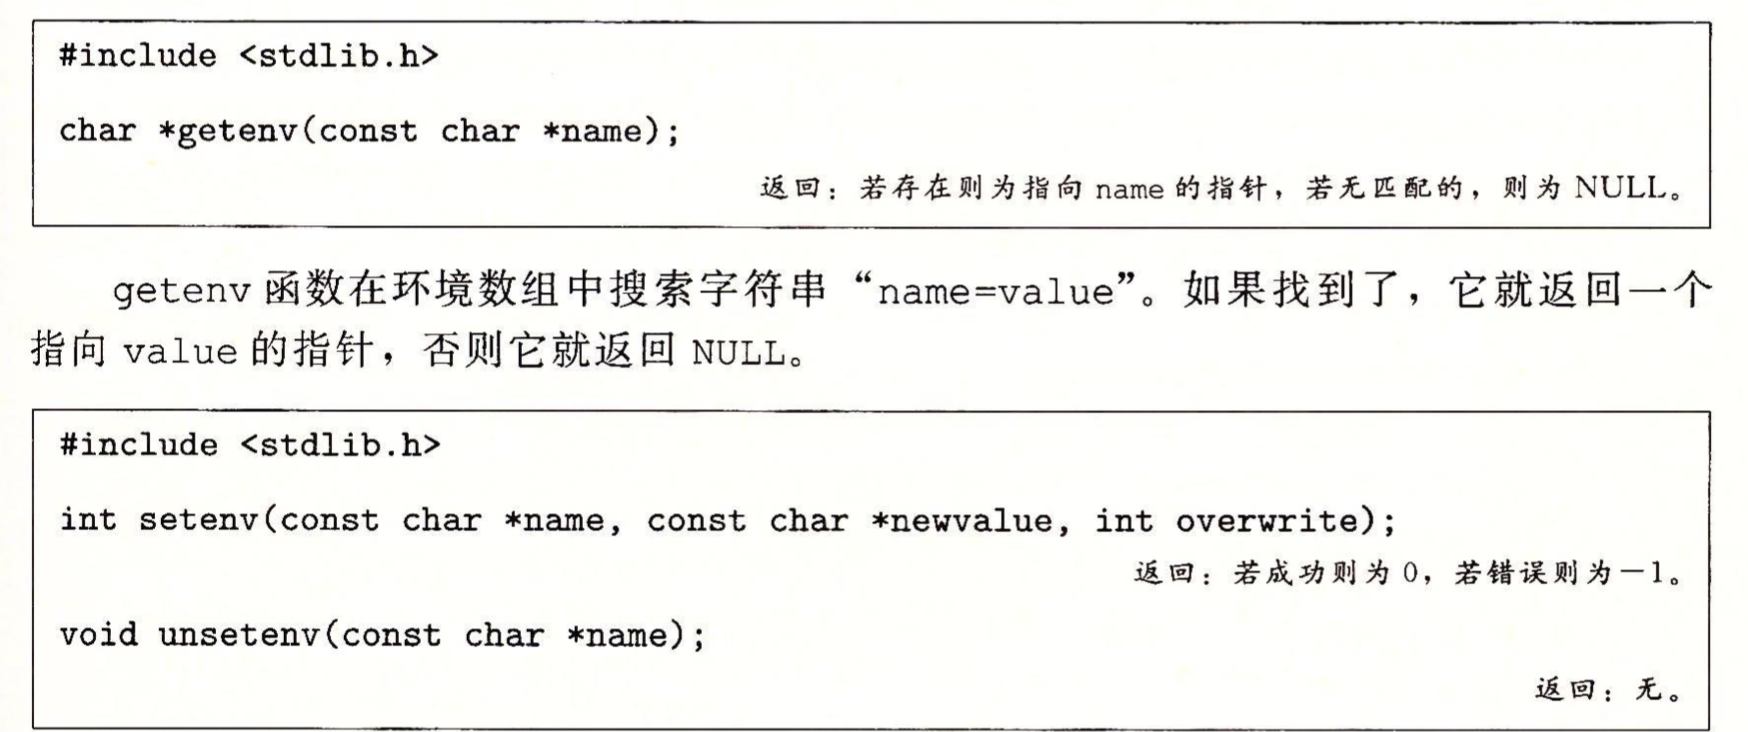 #include <stdlib.h>
char *getenv(const char *name);
返回：若存在则为指向 name 的指针，若无匹配的，则为 NULL。
getenv 函数在环境数组中搜索字符串“name=value”。如果找到了，它就返回一个
指向 value 的指针，否则它就返回 NULL。
#include <stdlib.h>
int setenv(const char *name, const char *newvalue, int overwrite);
返回：若成功则为 0，若错误则为－1。
void unsetenv(const char *name);
返回：无。